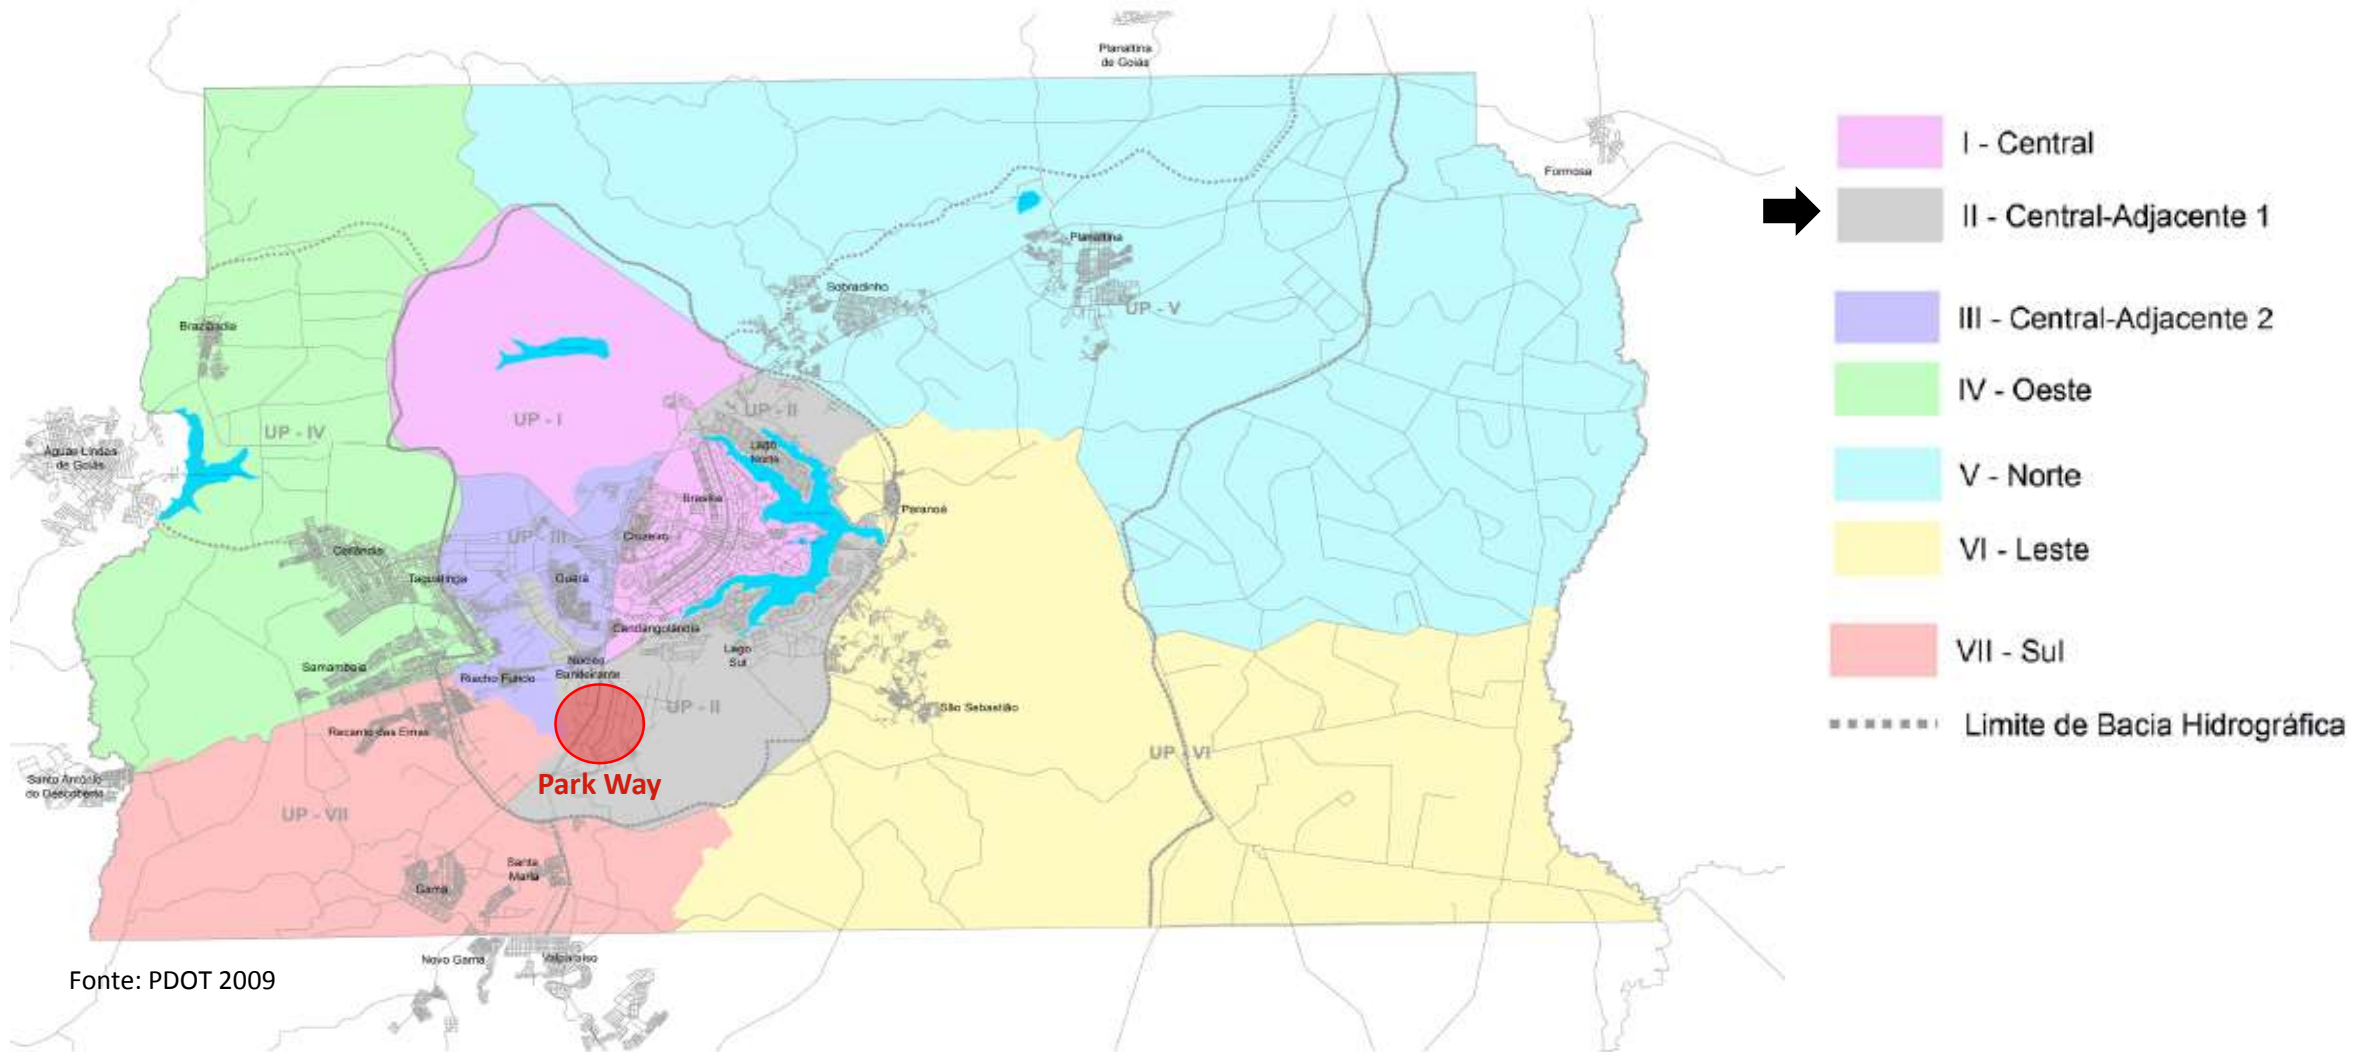 Planaltina
de Goiás
Formosa
Planaltina
UP - V
Sobradinho
Brazlândia
UP - II
UP - I
UP - IV
Lago
Norte
Águas Lindas
de Goiás
Brasília
Paranoá
Cruzeiro
UP - III
Ceilândia
Taguatinga
Guará
Candangolândia
Lago
Sul
Núcleo
Bandeirante
Samambaia
Riacho Fundo
UP - II
São Sebastião
Recanto das Emas
UP - VI
Santo Antônio
do Descoberto
Park Way
UP - VII
Santa
Maria
Gama
Novo Gama
Valparaíso
Fonte: PDOT 2009
I - Central
II - Central-Adjacente 1
III - Central-Adjacente 2
IV - Oeste
V - Norte
VI - Leste
VII - Sul
Limite de Bacia Hidrográfica